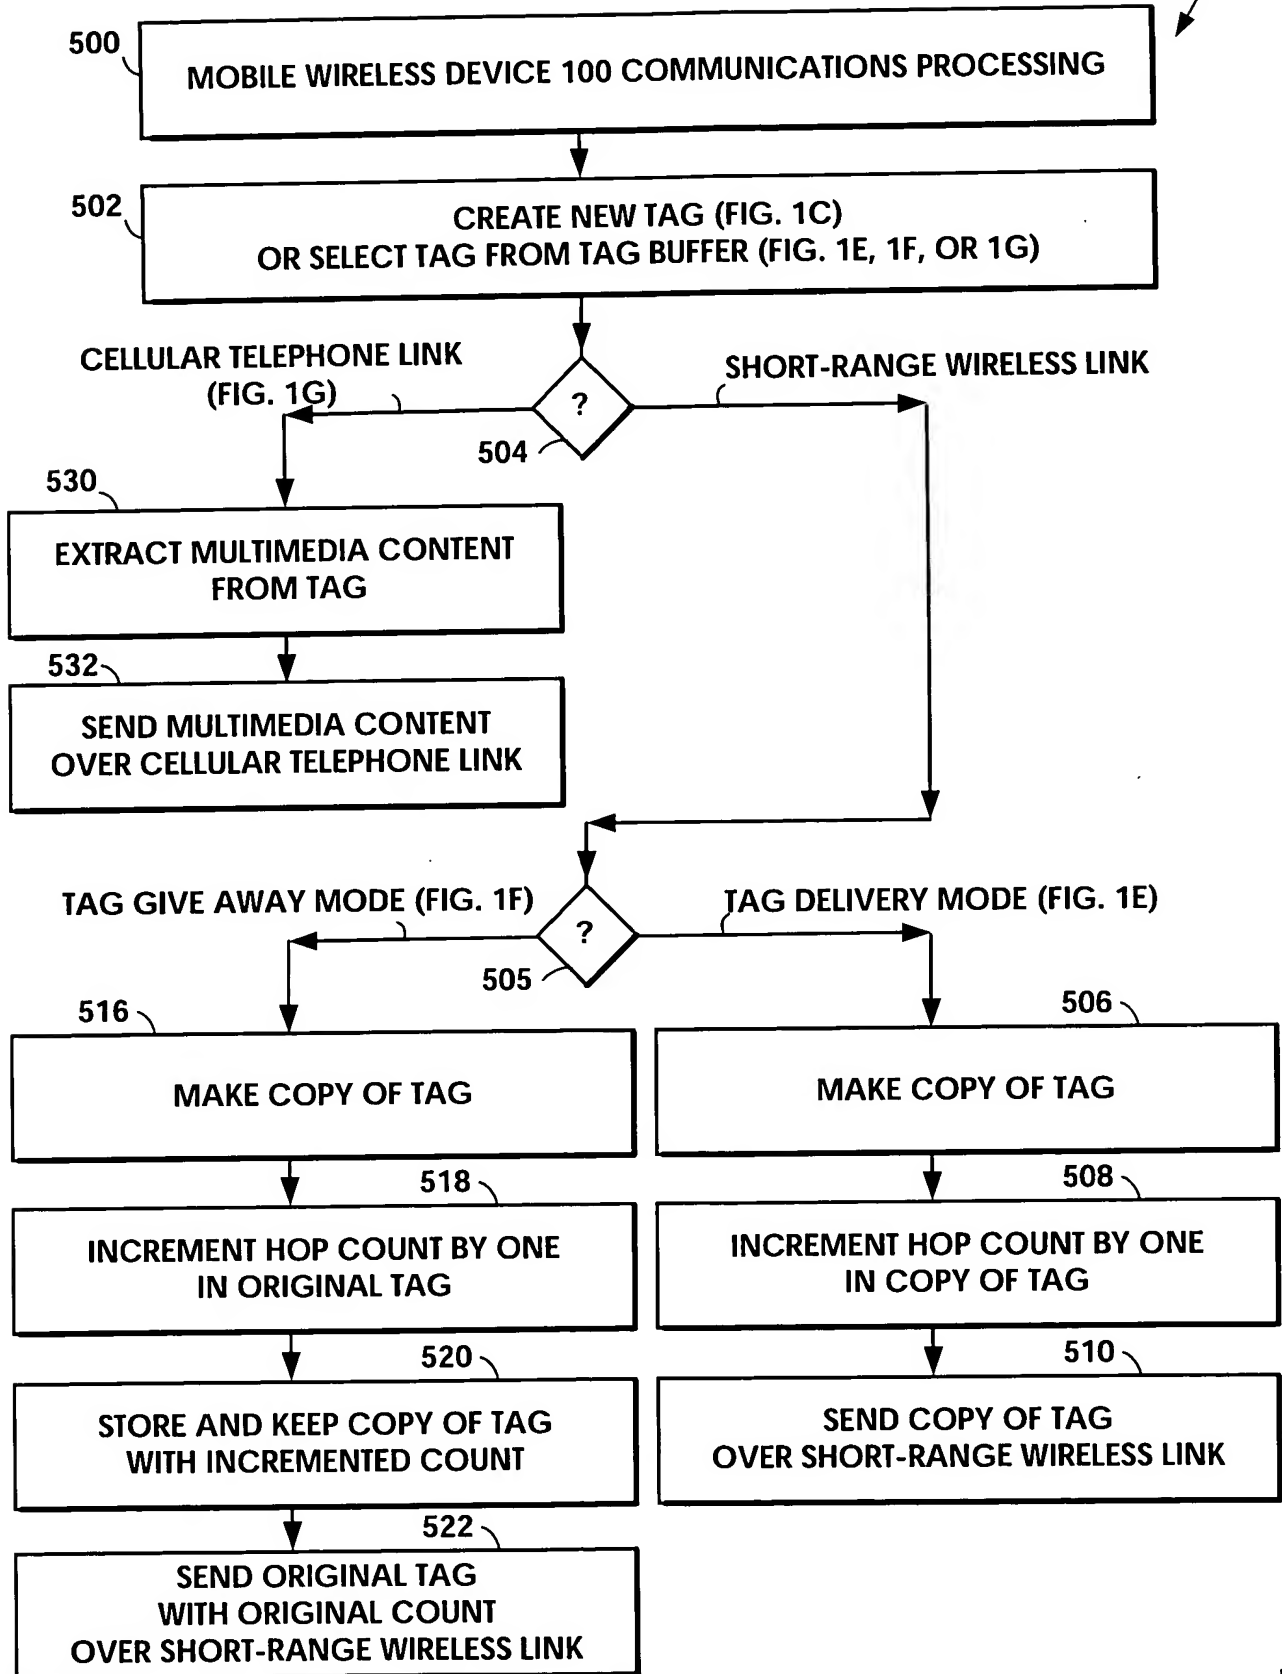 500
MOBILE WIRELESS DEVICE 100 COMMUNICATIONS PROCESSING
502
CREATE NEW TAG (FIG. 1C)
OR SELECT TAG FROM TAG BUFFER (FIG. 1E, 1F, OR 1G)
CELLULAR TELEPHONE LINK
(FIG. 1G)
SHORT-RANGE WIRELESS LINK
?
504
530
EXTRACT MULTIMEDIA CONTENT
FROM TAG
532
SEND MULTIMEDIA CONTENT
OVER CELLULAR TELEPHONE LINK
TAG GIVE AWAY MODE (FIG. 1F)
TAG DELIVERY MODE (FIG. 1E)
?
505
516
MAKE COPY OF TAG
506
MAKE COPY OF TAG
518
INCREMENT HOP COUNT BY ONE
IN ORIGINAL TAG
508
INCREMENT HOP COUNT BY ONE
IN COPY OF TAG
520
STORE AND KEEP COPY OF TAG
WITH INCREMENTED COUNT
510
SEND COPY OF TAG
OVER SHORT-RANGE WIRELESS LINK
522
SEND ORIGINAL TAG
WITH ORIGINAL COUNT
OVER SHORT-RANGE WIRELESS LINK